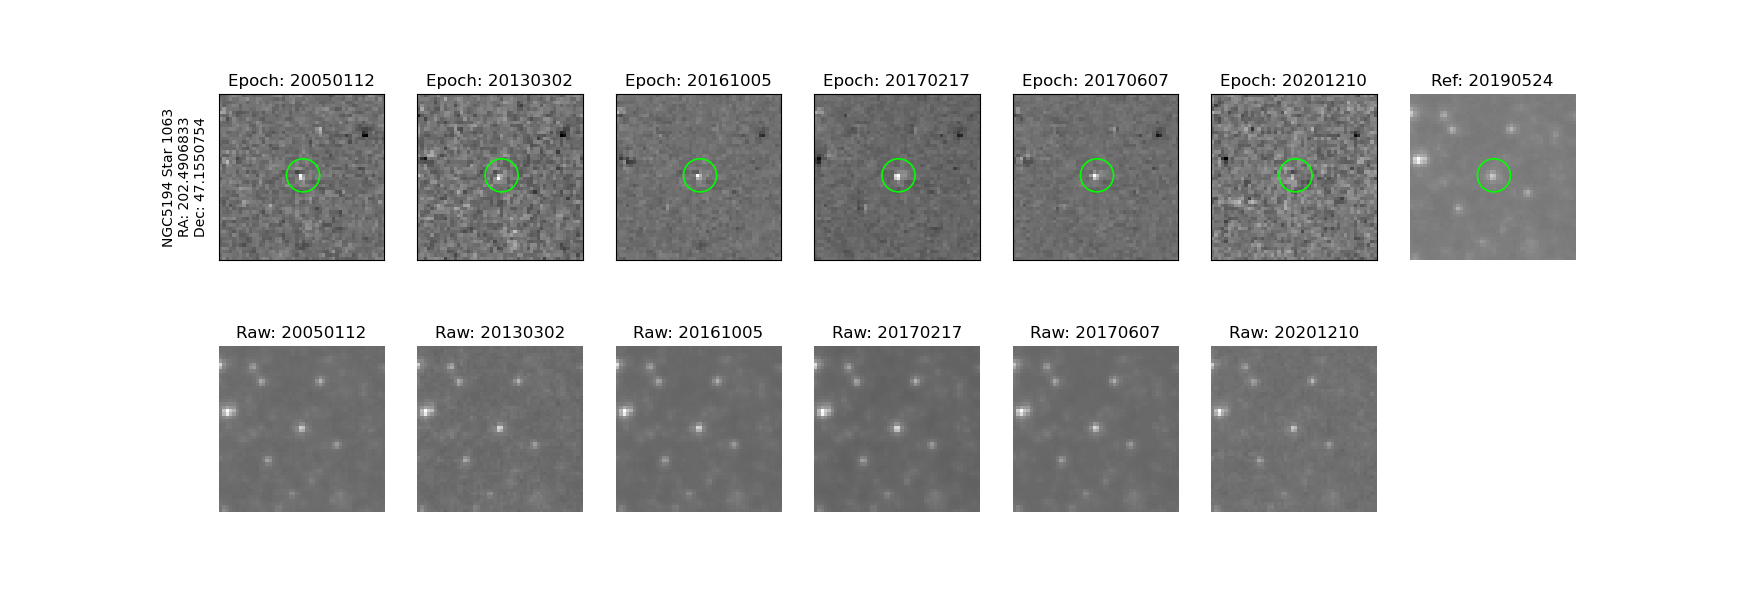 Epoch: 20050112
Epoch: 20130302
Epoch: 20161005
Epoch: 20170217
Epoch: 20170607
Epoch: 20201210
Ref: 20190524
NGC5194 Star 1063
RA: 202.4906833
Dec: 47.1550754
Raw: 20050112
Raw: 20130302
Raw: 20161005
Raw: 20170217
Raw: 20170607
Raw: 20201210